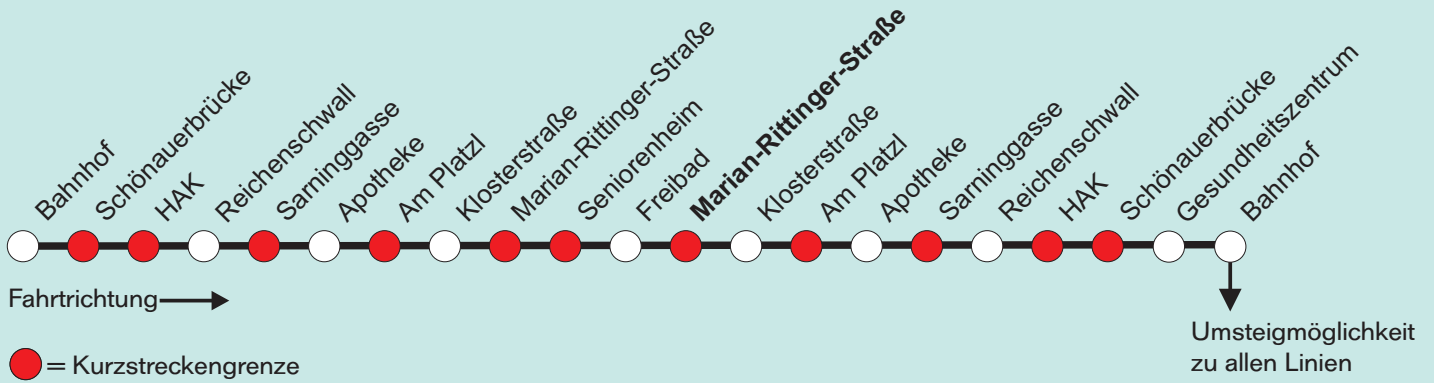 Bahnhof
Schönauerbrücke
HAK
Reichenschwall
Sarninggasse
Apotheke
Am Platzl
Klosterstraße
Marian-Rittinger-Straße
Seniorenheim
Freibad
Marian-Rittinger-Straße
Klosterstraße
Am Platzl
Apotheke
Sarninggasse
Reichenschwall
HAK
Schönauerbrücke
Gesundheitszentrum
Bahnhof
Fahrtrichtung
Umsteigmöglichkeit
zu allen Linien
= Kurzstreckengrenze